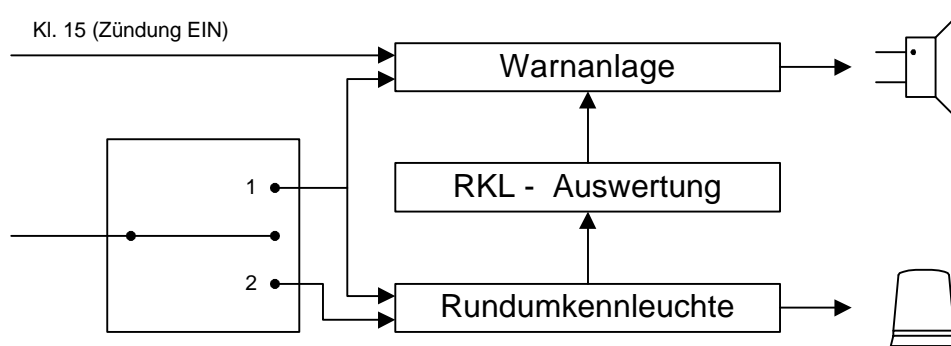 Kl. 15 (Zündung EIN)
Warnanlage
1
RKL - Auswertung
2
Rundumkennleuchte